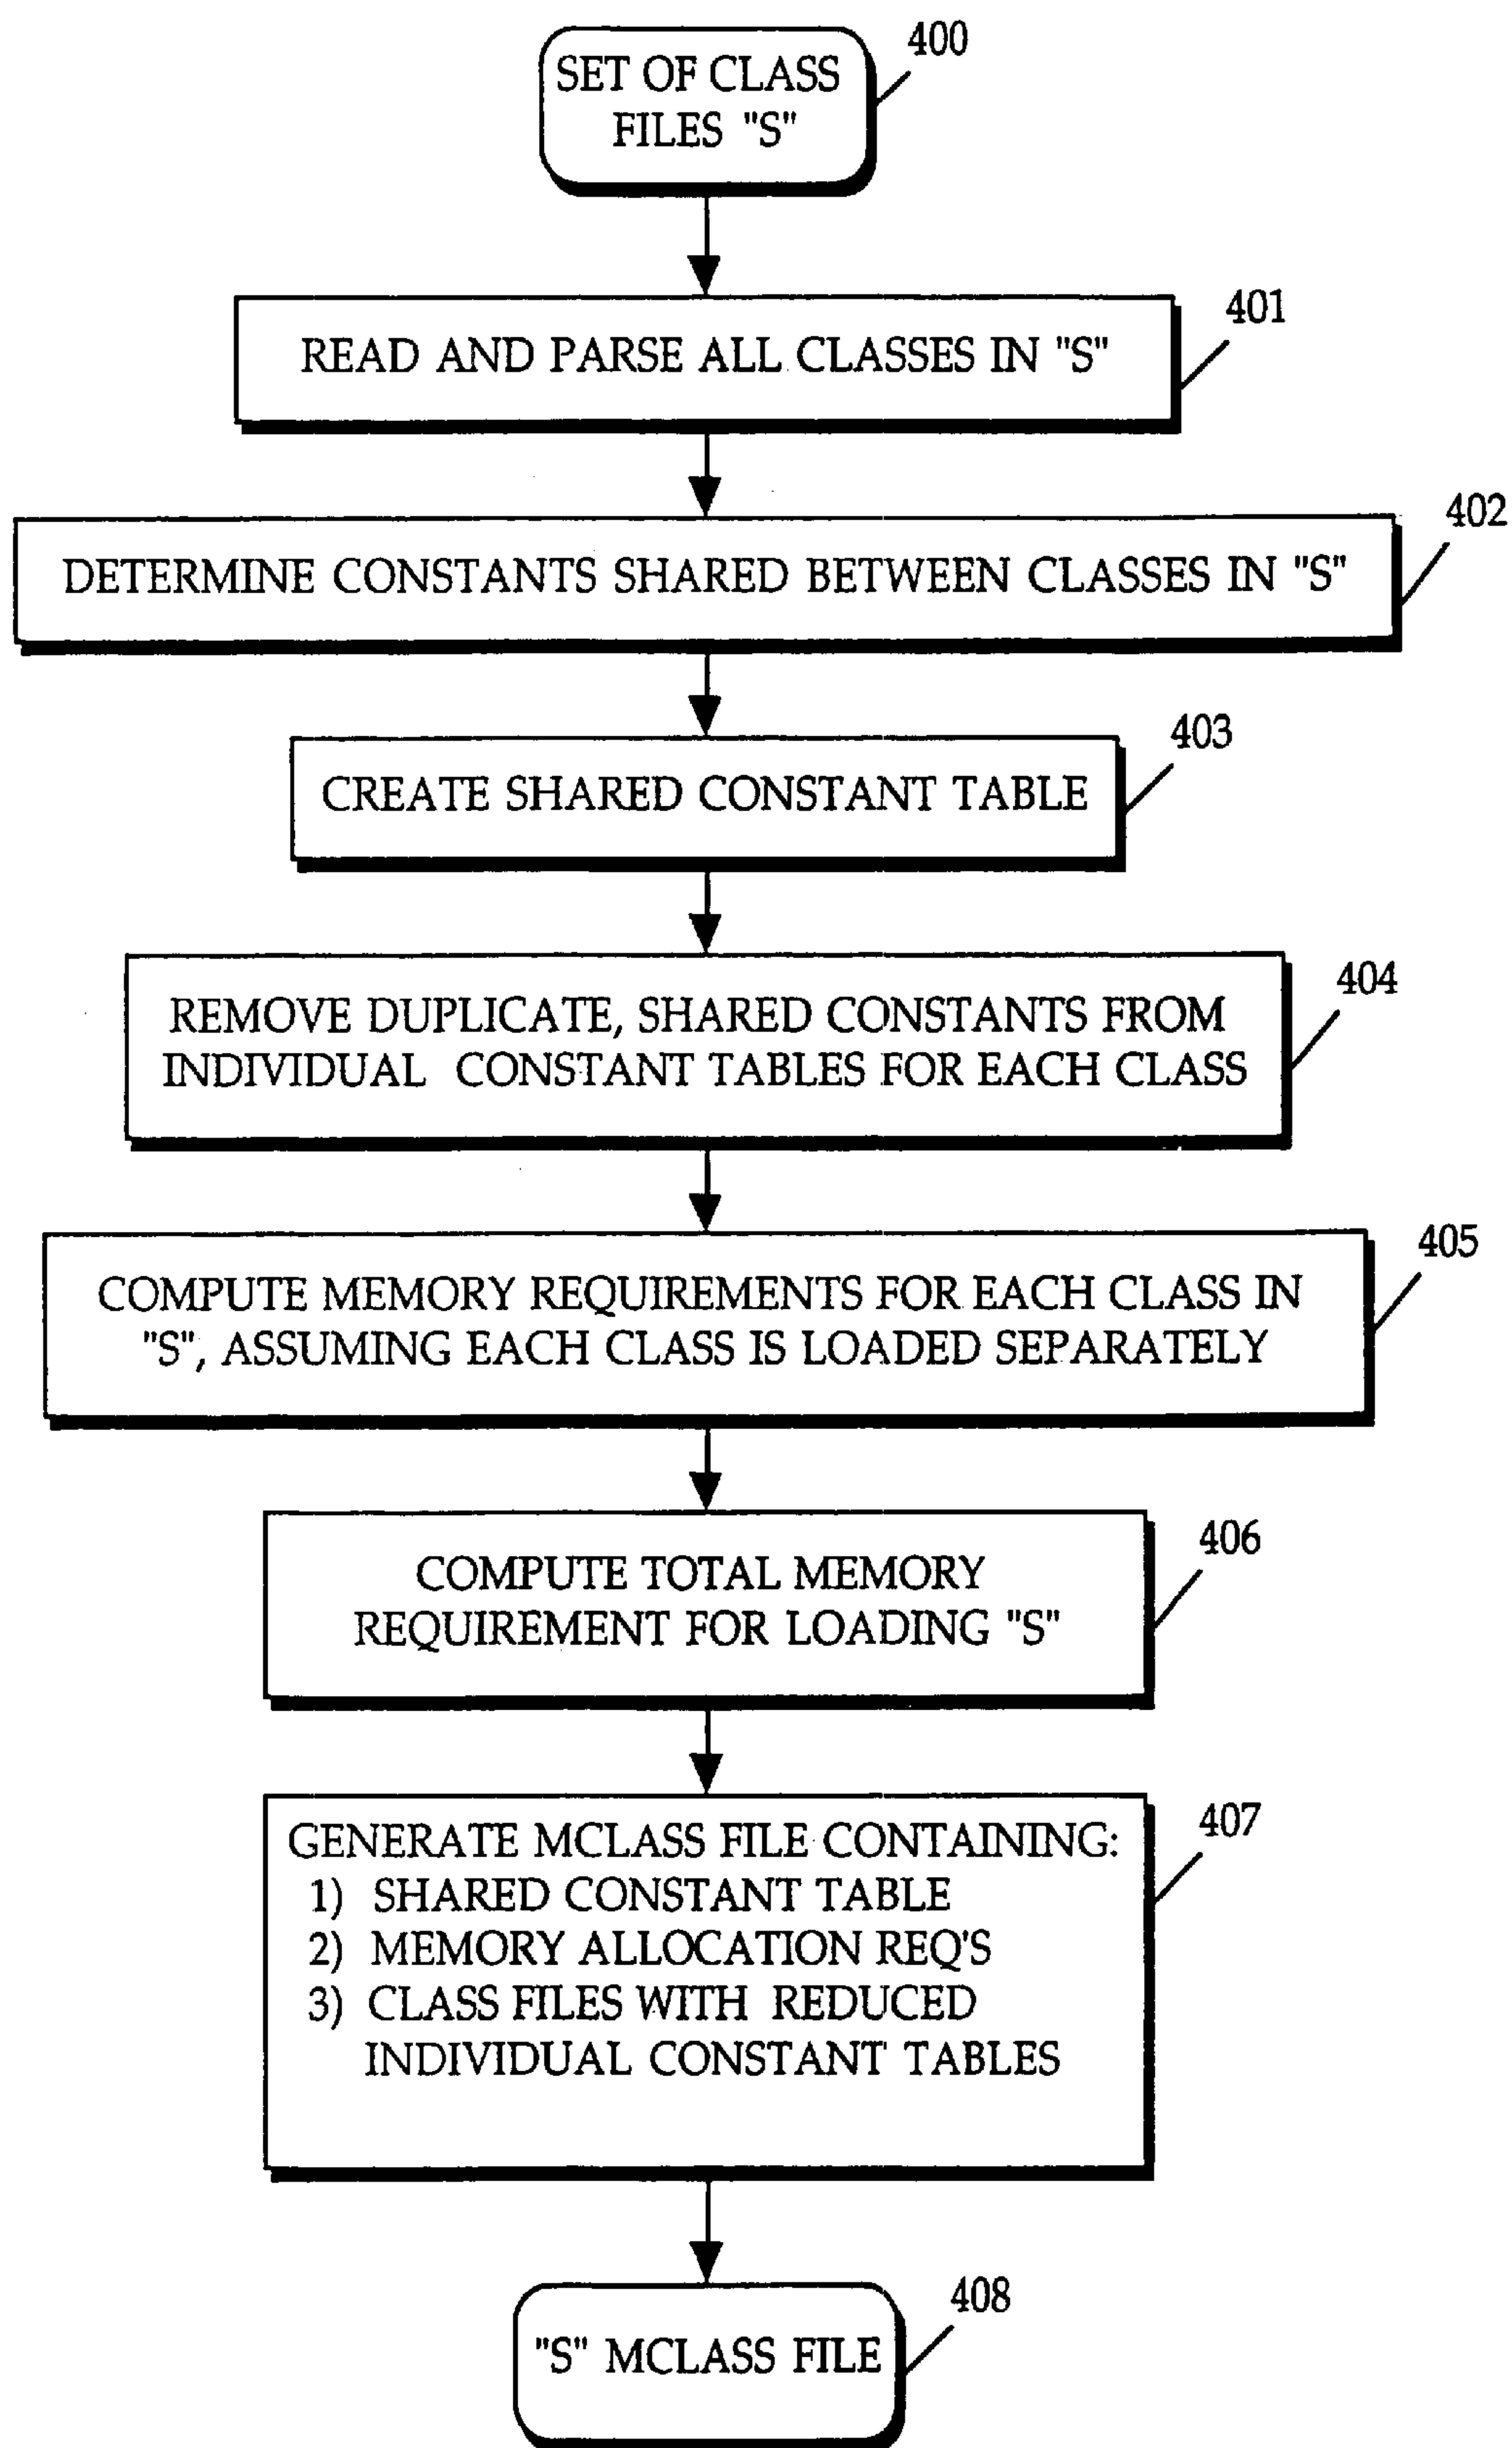 400
SET OF CLASS
FILES "S"
401
READ AND PARSE ALL CLASSES IN "S"
402
DETERMINE CONSTANTS SHARED BETWEEN CLASSES IN "S"
403
CREATE SHARED CONSTANT TABLE
404
REMOVE DUPLICATE, SHARED CONSTANTS FROM
INDIVIDUAL CONSTANT TABLES FOR EACH CLASS
405
COMPUTE MEMORY REQUIREMENTS FOR EACH CLASS IN
"S", ASSUMING EACH CLASS IS LOADED SEPARATELY
406
COMPUTE TOTAL MEMORY
REQUIREMENT FOR LOADING "S"
407
GENERATE MCLASS FILE CONTAINING:
1) SHARED CONSTANT TABLE
2) MEMORY ALLOCATION REQ'S
3) CLASS FILES WITH REDUCED
INDIVIDUAL CONSTANT TABLES
408
"S" MCLASS FILE